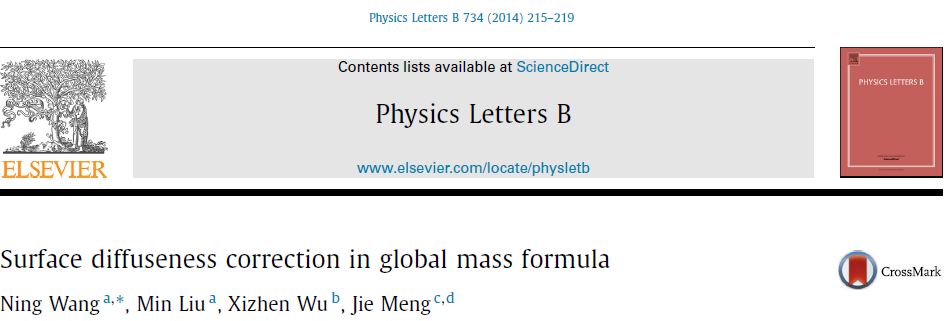 Physics Letters B 734 (2014) 215–219
Contents lists available at ScienceDirect
Physics Letters B
www.elsevier.com/locate/physletb
ELSEVIER
PHYSICS LETTERS B
Surface diffuseness correction in global mass formula
CrossMark
Ning Wang a,*, Min Liu a, Xizhen Wu b, Jie Meng c,d